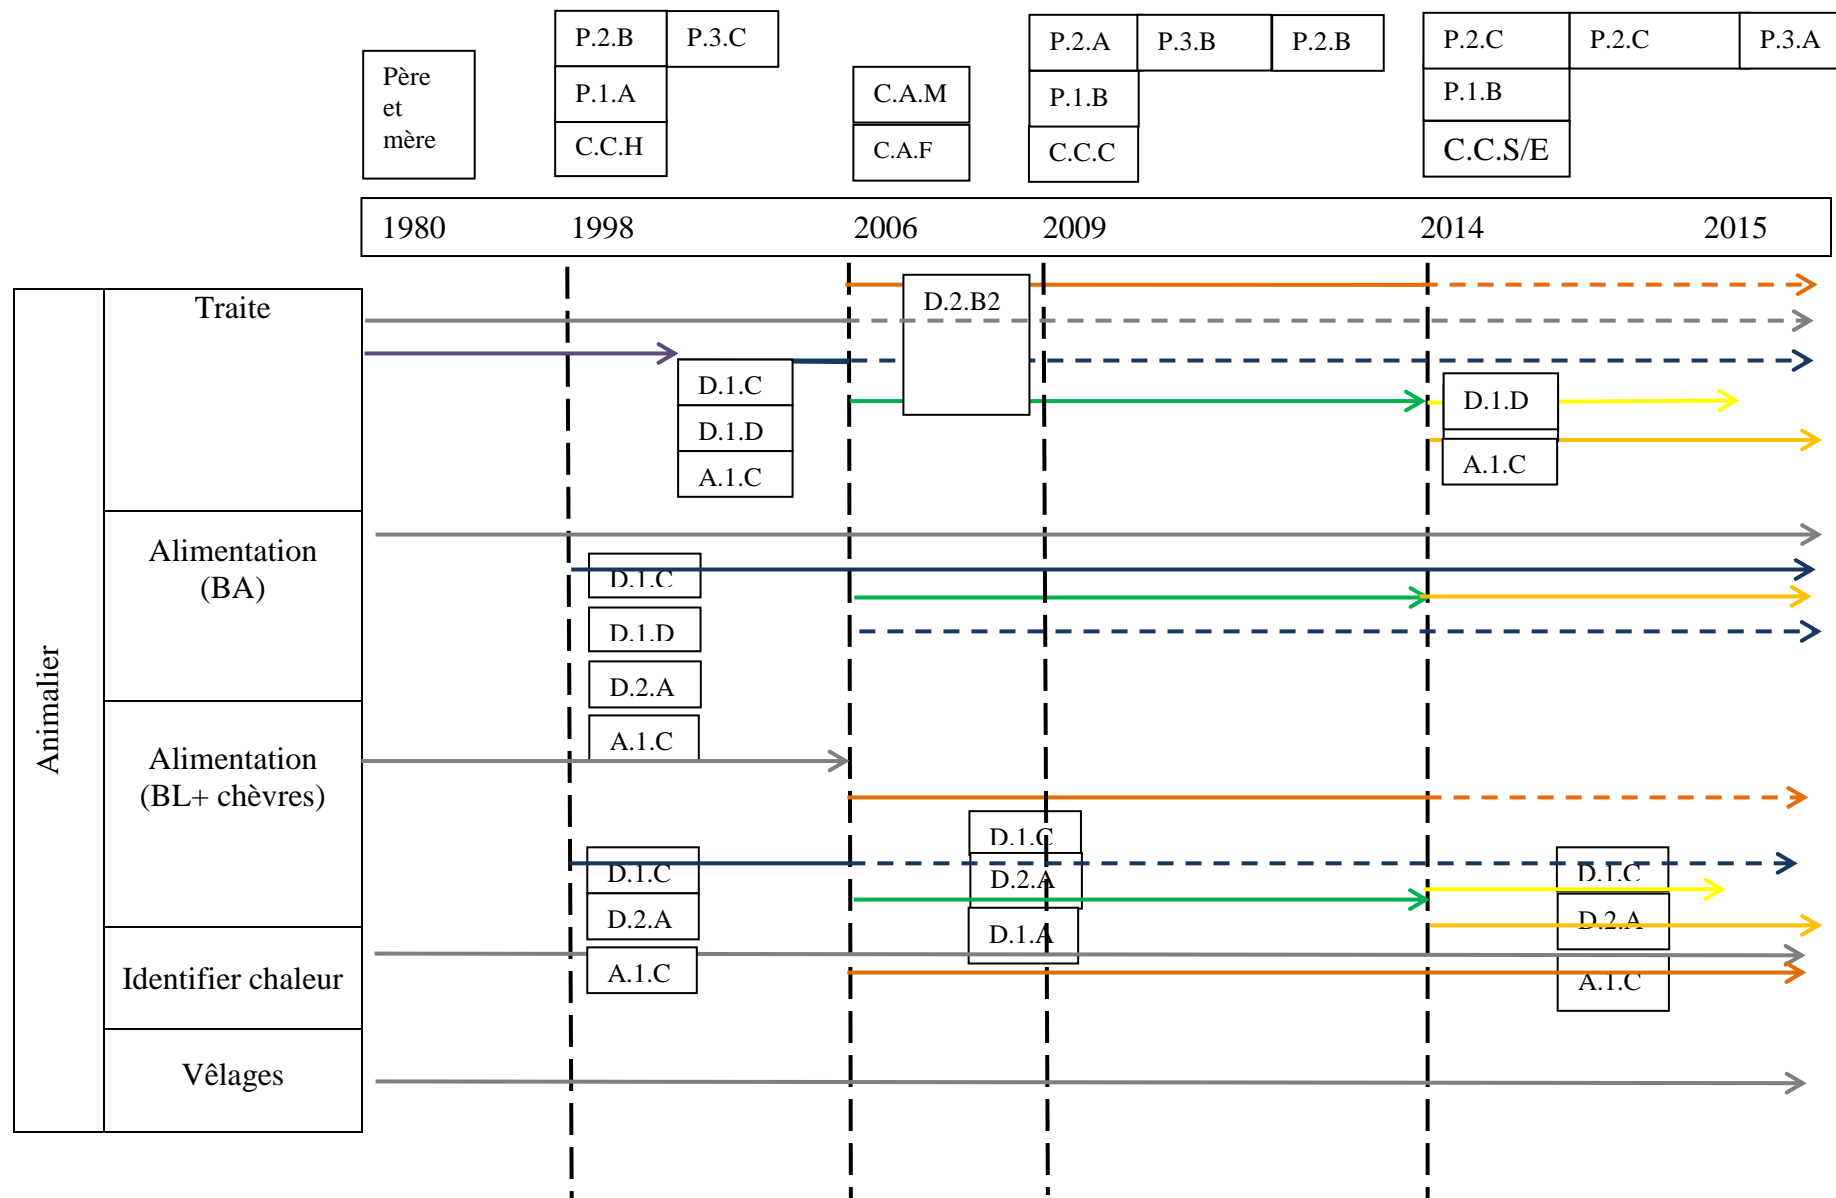 P.2.B P.3.C
P.2.A P.3.B P.2.B
P.2.C P.2.C P.3.A
Père
et
mère
P.1.A
C.A.M
P.1.B
P.1.B
C.C.H
C.A.F
C.C.C
C.C.S/E
1980 1998 2006 2009 2014 2015
Animalier
Traite
D.2.B2
D.1.C
D.1.D
A.1.C
D.1.D
A.1.C
Alimentation
(BA)
D.1.C
D.1.D
D.2.A
A.1.C
Alimentation
(BL+ chèvres)
D.1.C
D.2.A
A.1.C
D.1.C
D.2.A
D.1.A
D.1.C
D.2.A
A.1.C
Identifier chaleur
Vêlages